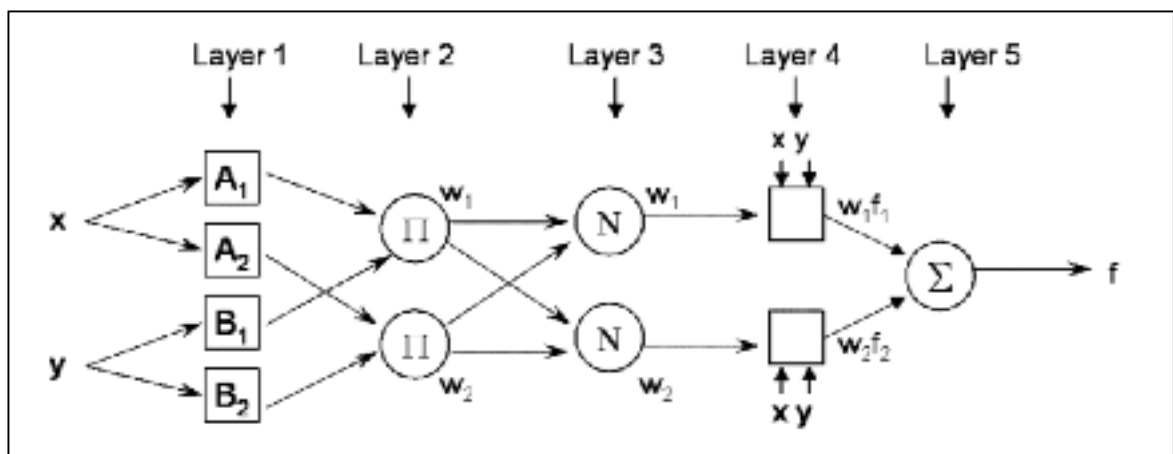 Layer 1 Layer 2 Layer 3 Layer 4 Layer 5
x y
A₁
w₁ w₁
x Π N w₁f₁
A₂
Σ f
B₁
y Π N w₂f₂
B₂ w₂ w₂
x y